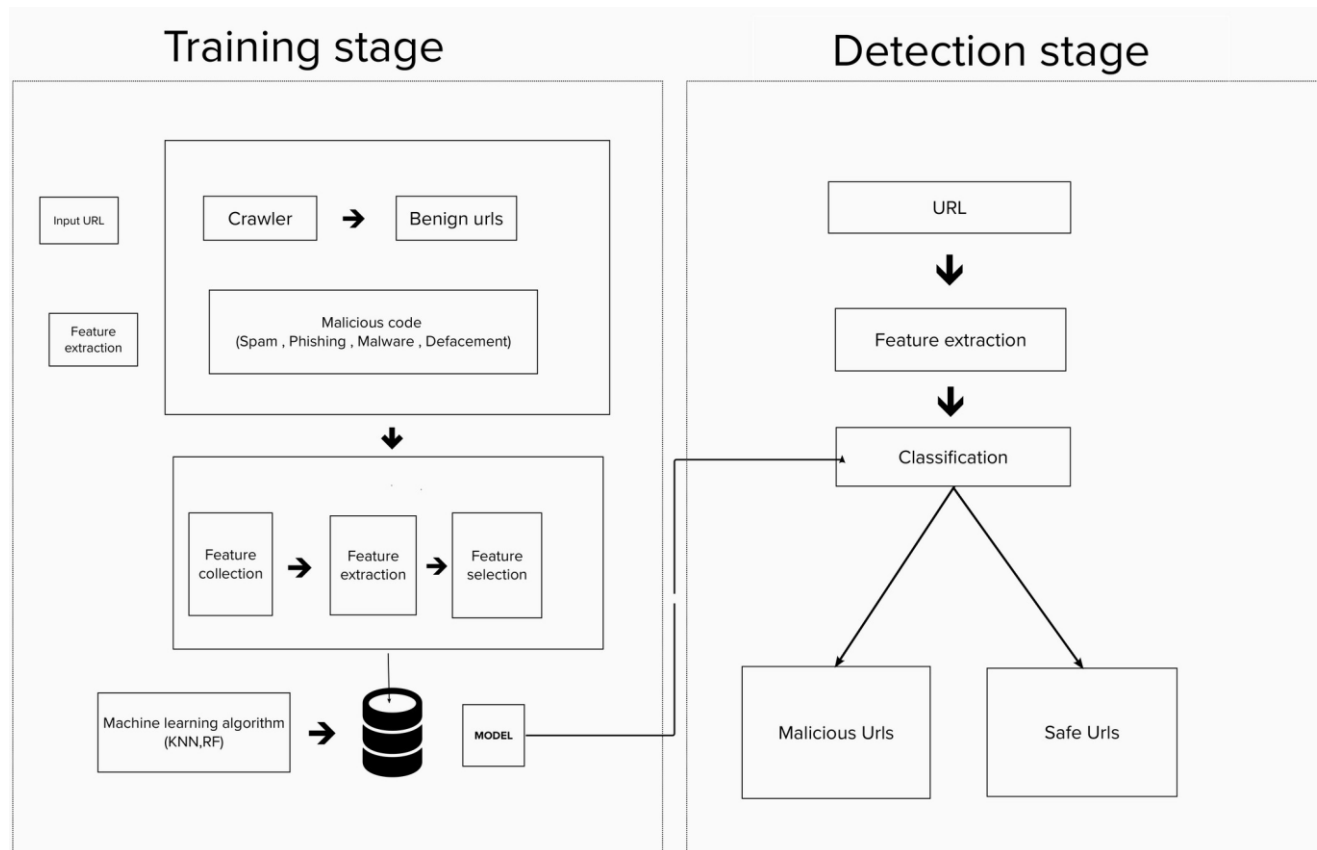 Training stage
Input URL
Crawler
Benign urls
Feature
extraction
Malicious code
(Spam , Phishing , Malware , Defacement)
Feature
collection
Feature
extraction
Feature
selection
Machine learning algorithm
(KNN,RF)
MODEL
Detection stage
URL
Feature extraction
Classification
Malicious Urls
Safe Urls